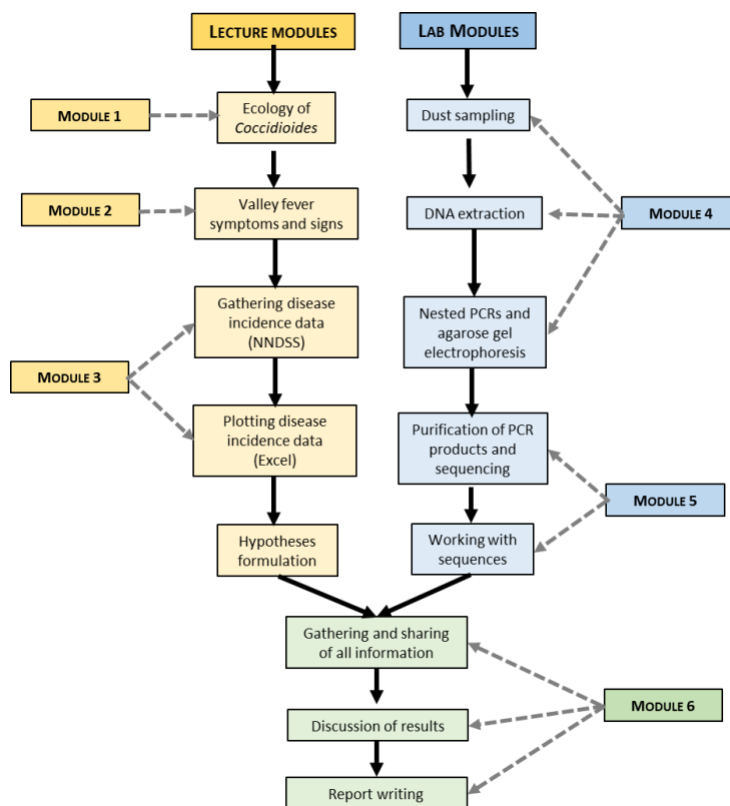 LECTURE MODULES
LAB MODULES
MODULE 1
Ecology of
Coccidioides
Dust sampling
MODULE 2
Valley fever
symptoms and signs
DNA extraction
MODULE 4
Gathering disease
incidence data
(NNDSS)
Nested PCRs and
agarose gel
electrophoresis
MODULE 3
Plotting disease
incidence data
(Excel)
Purification of PCR
products and
sequencing
MODULE 5
Hypotheses
formulation
Working with
sequences
Gathering and sharing
of all information
MODULE 6
Discussion of results
Report writing